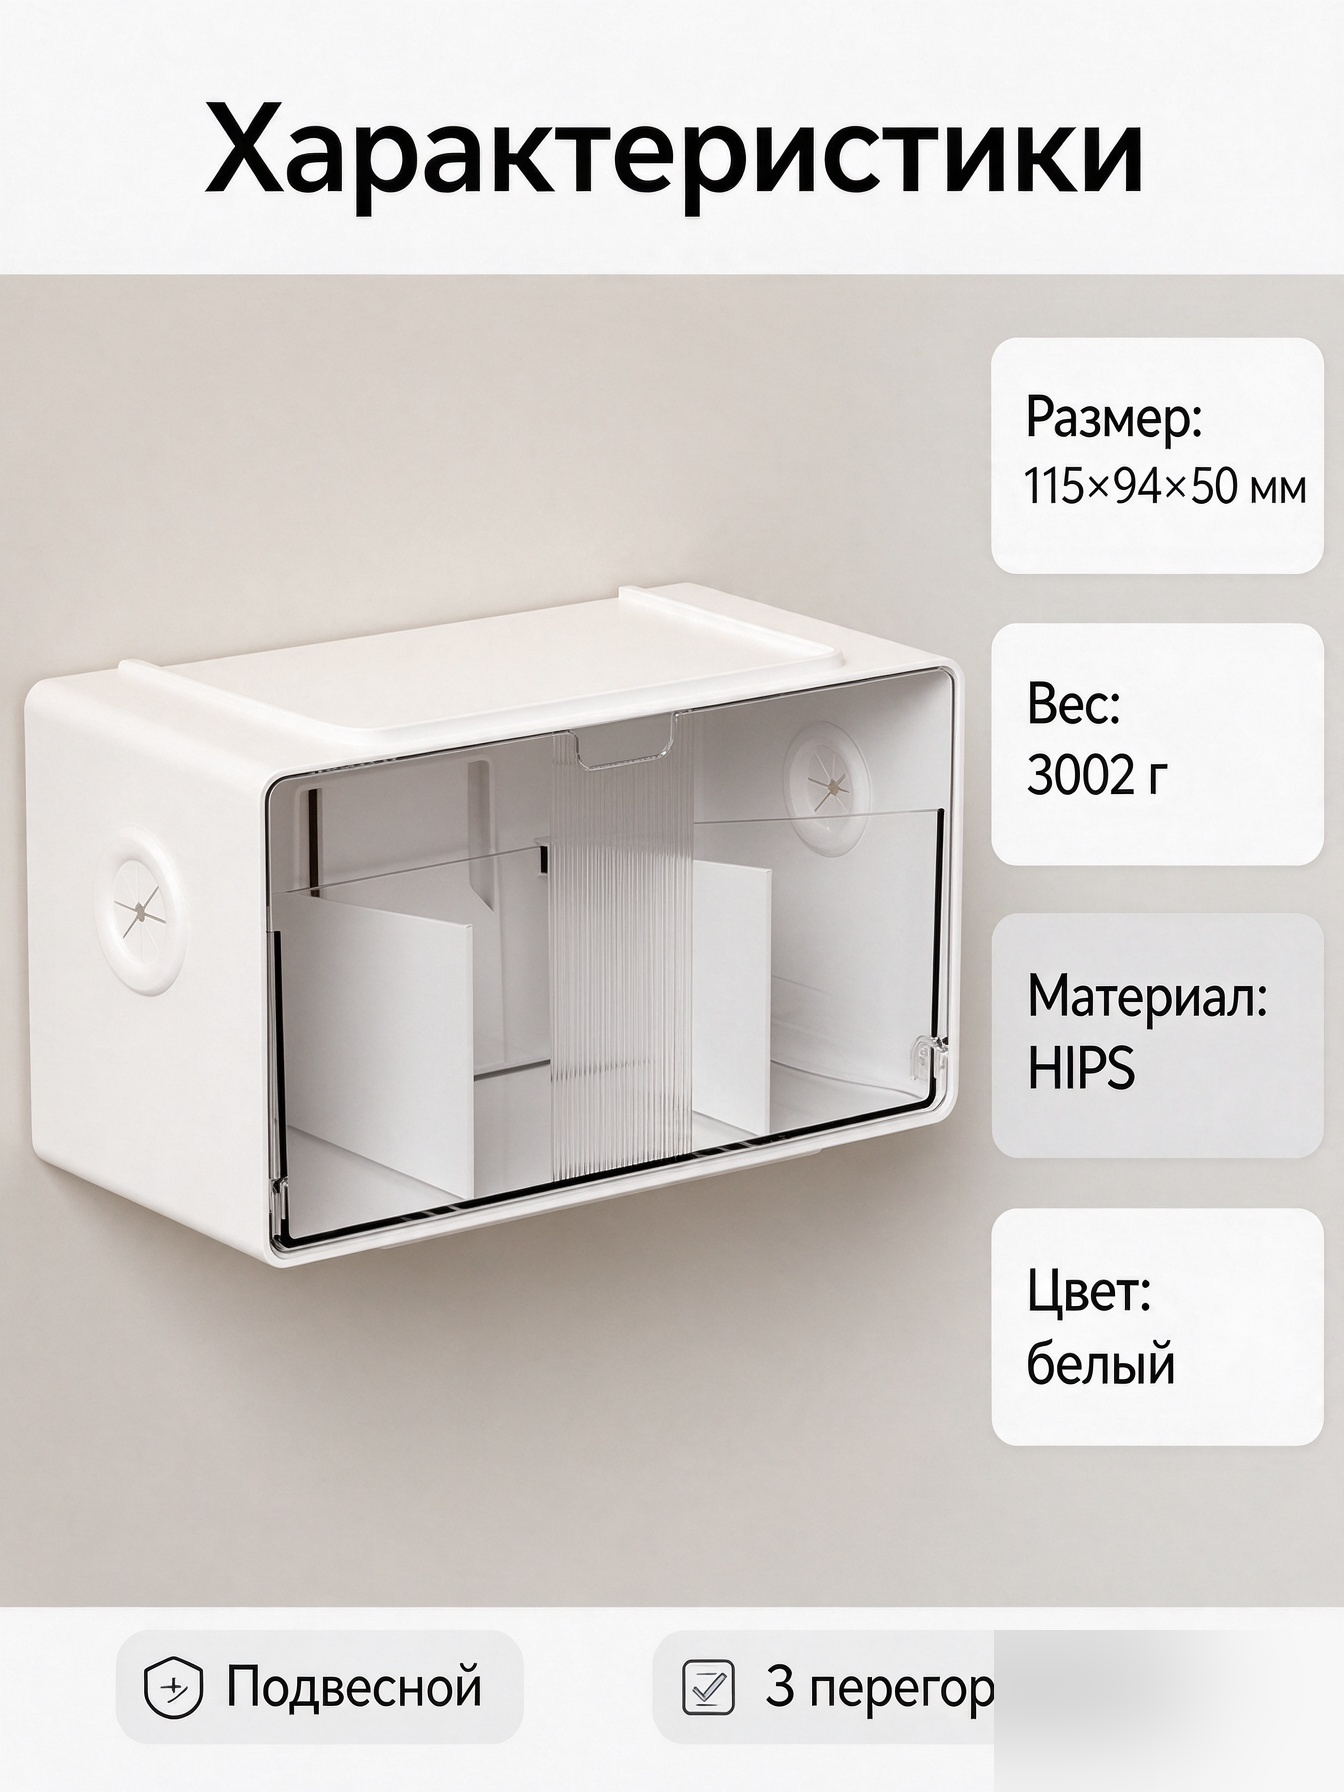 Характеристики
Размер:
115×94×50 мм
Вес:
3002 г
Материал:
HIPS
Цвет:
белый
Подвесной
3 перегор